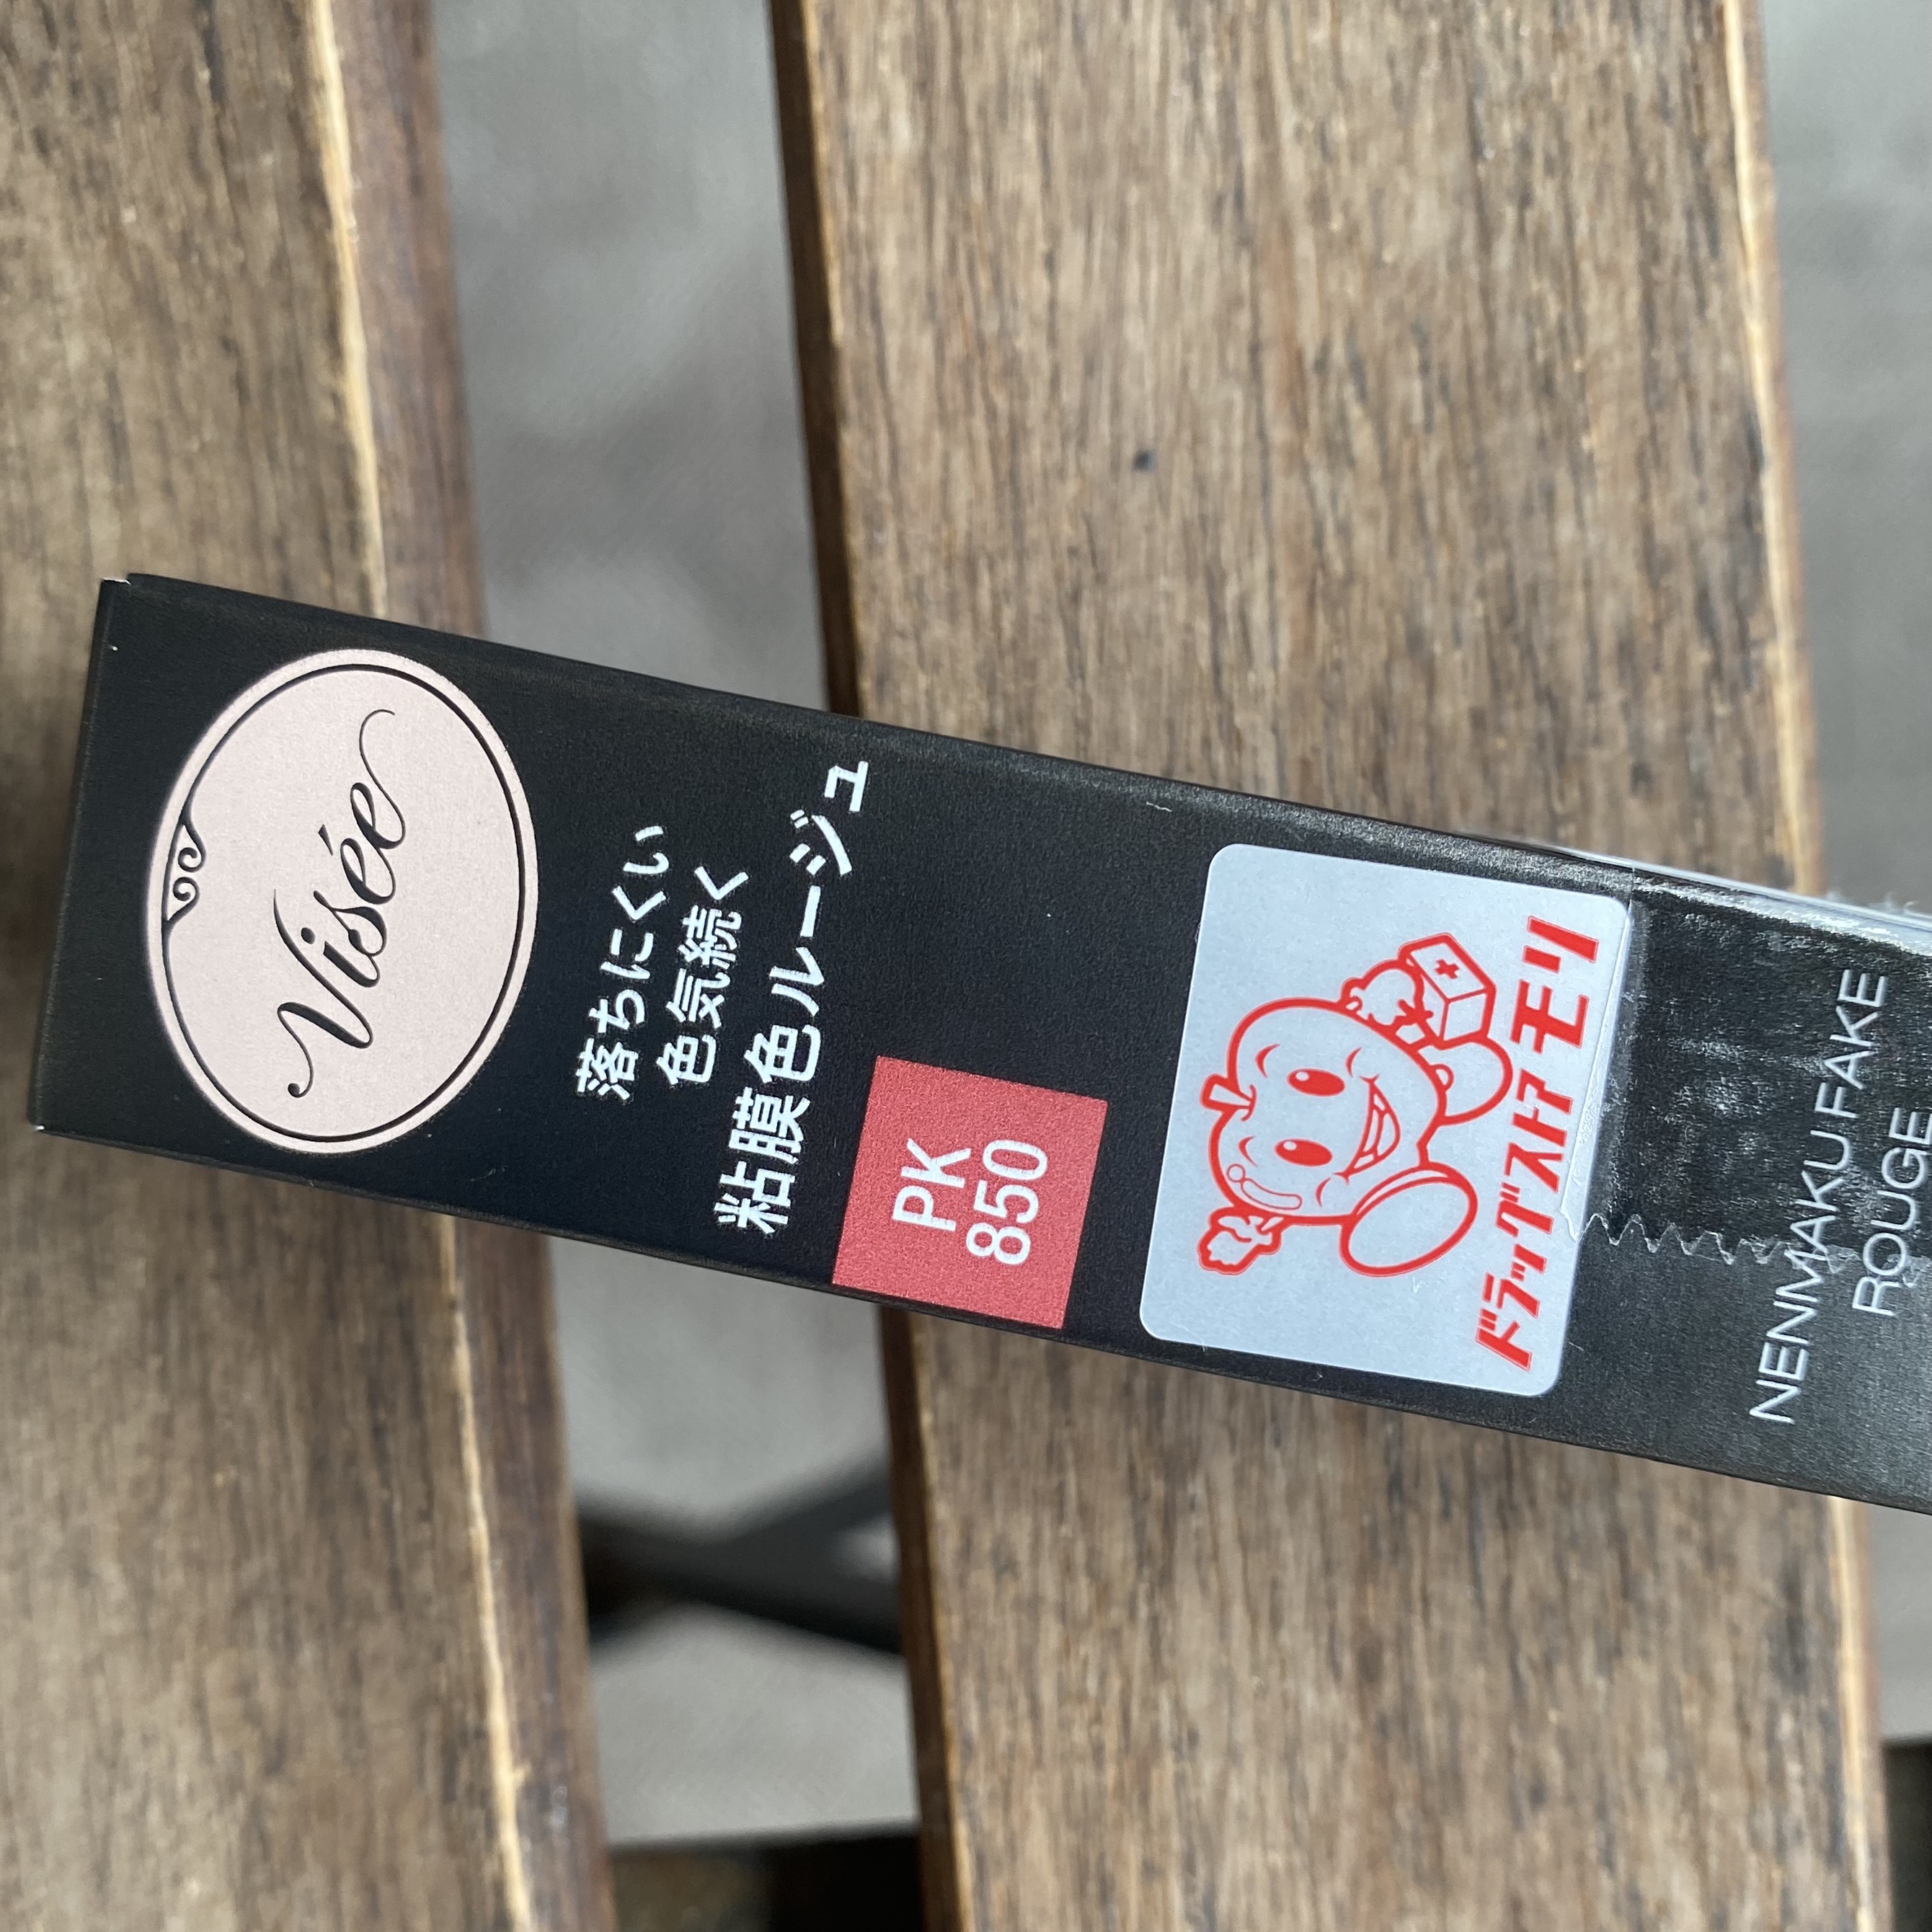 Visée
落ちにくい
色気続く
粘膜色ルージュ
PK
850
ドラッグストア モリ
NENMAKU FAKE
ROUGE